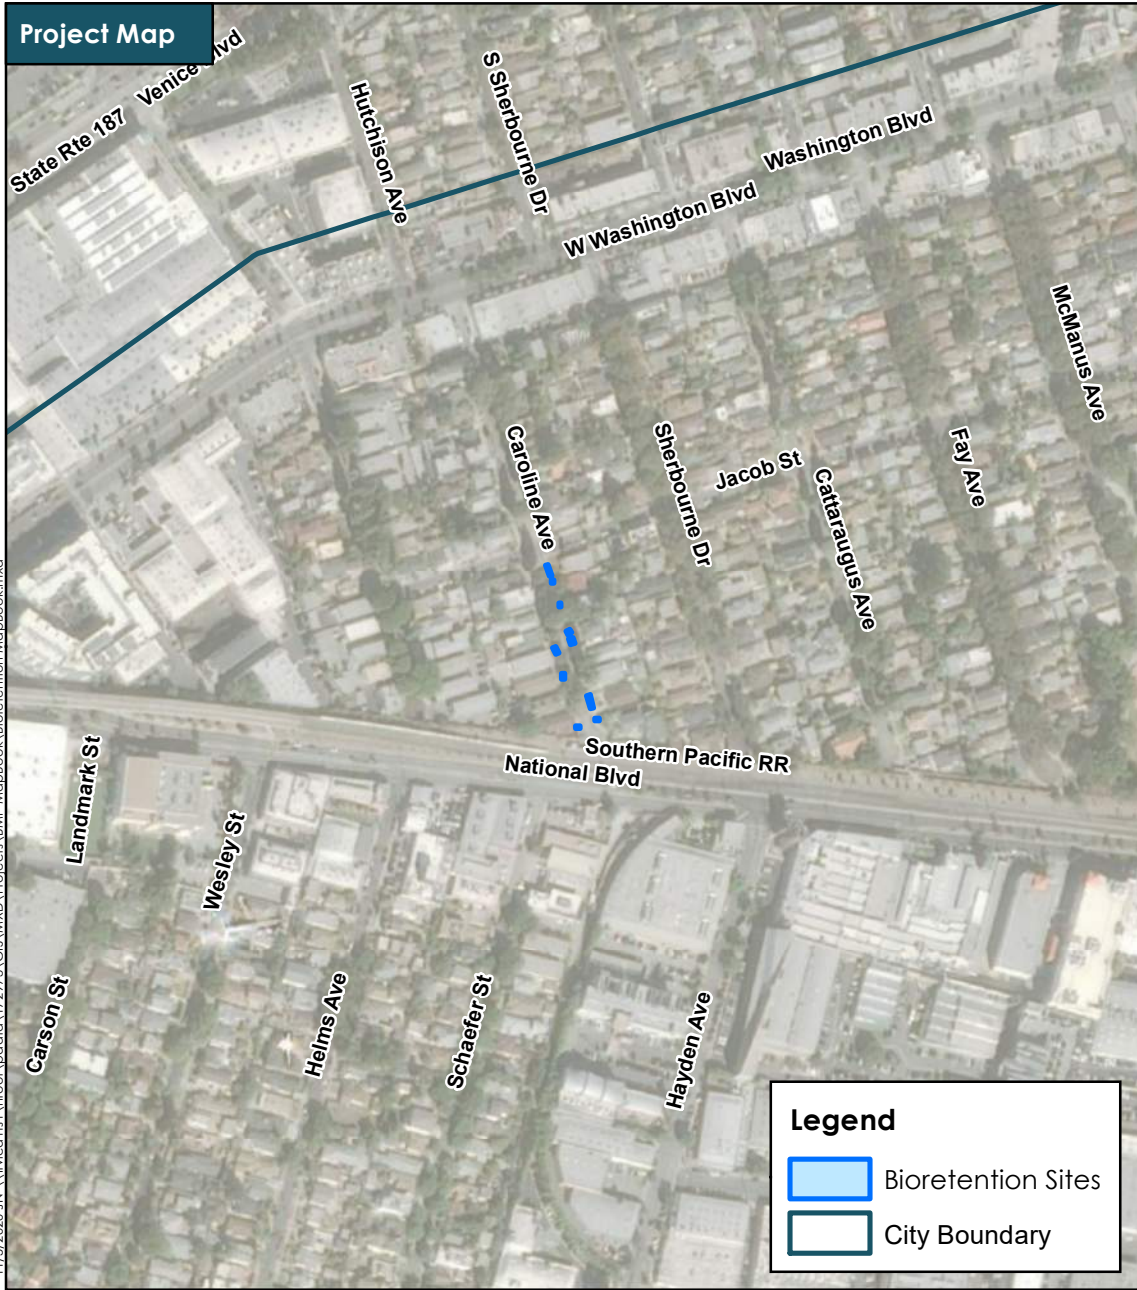 Project Map
State Rte 187
Venice Blvd
Hutchison Ave
S Sherbourne Dr
Washington Blvd
W Washington Blvd
McManus Ave
Caroline Ave
Sherbourne Dr
Jacob St
Cattaraugus Ave
Fay Ave
Southern Pacific RR
National Blvd
Landmark St
Wesley St
Carson St
Helms Ave
Schaefer St
Hayden Ave
Legend
Bioretention Sites
City Boundary